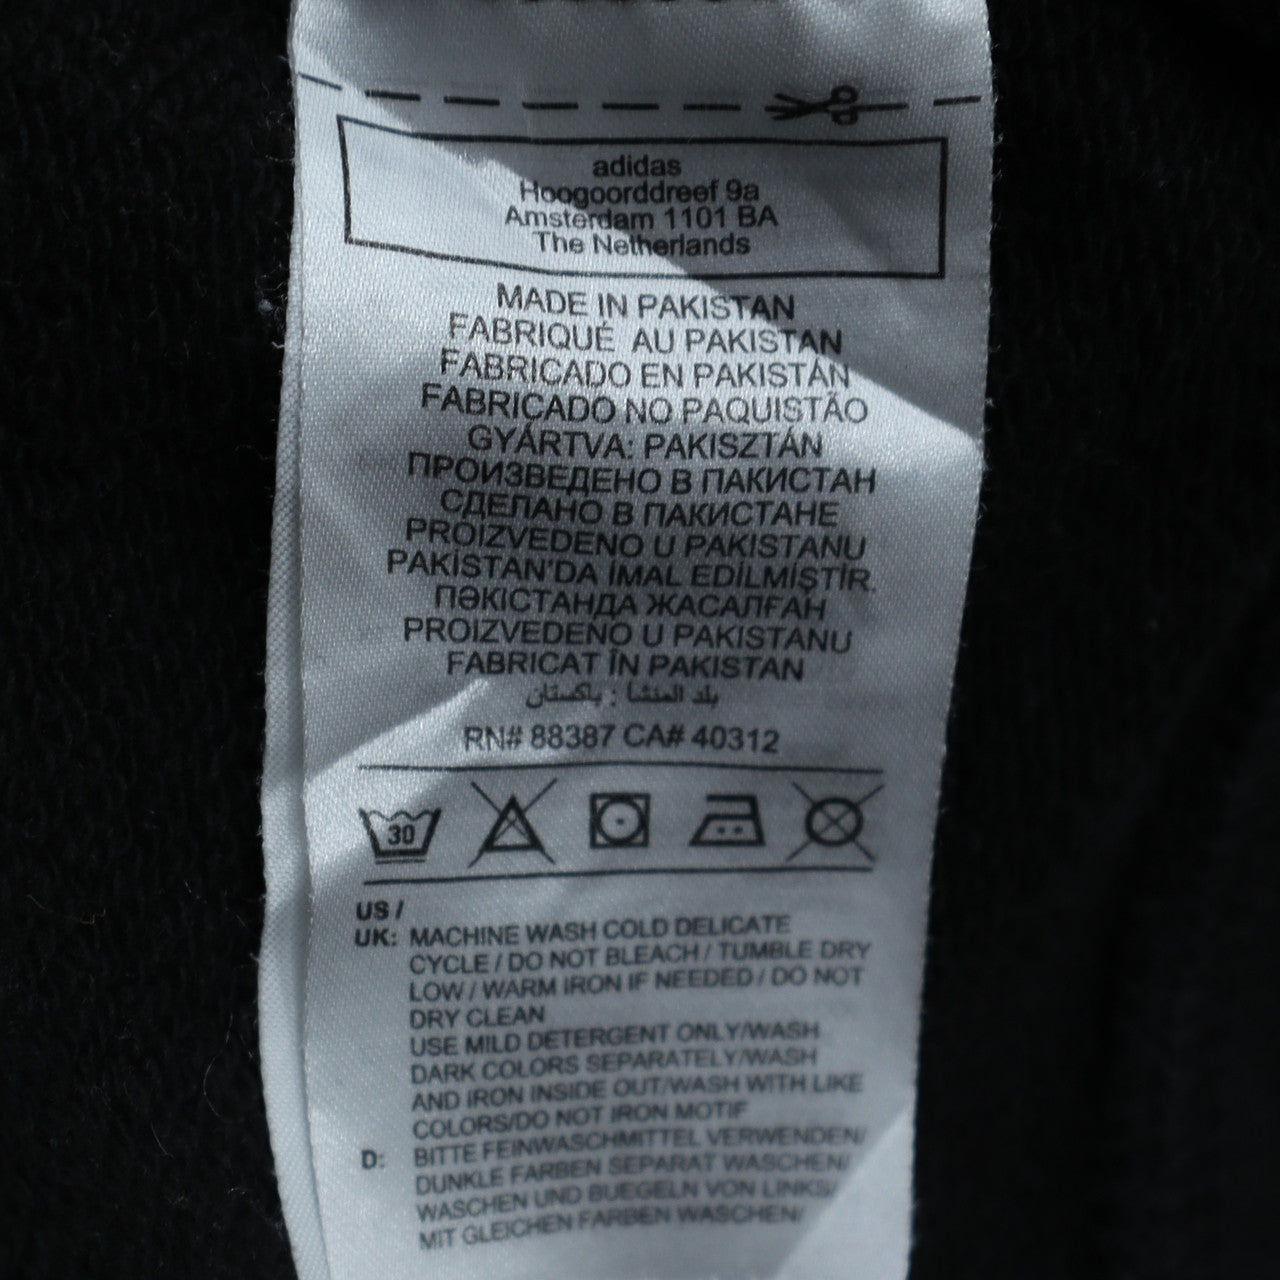 adidas
Hoogoorddreef 9a
Amsterdam 1101 BA
The Netherlands
MADE IN PAKISTAN
FABRIQUÉ AU PAKISTAN
FABRICADO EN PAKISTÁN
FABRICADO NO PAQUISTÃO
GYÁRTVA: PAKISZTÁN
ПРОИЗВЕДЕНО В ПАКИСТАН
СДЕЛАНО В ПАКИСТАНЕ
PROIZVEDENO U PAKISTANU
PAKİSTAN'DA İMAL EDİLMİŞTİR.
ПӘКІСТАНДА ЖАСАЛҒАН
PROIZVEDENO U PAKISTANU
FABRICAT ÎN PAKISTAN
بلد المنشأ : باكستان
RN# 88387 CA# 40312
30
US /
UK: MACHINE WASH COLD DELICATE
CYCLE / DO NOT BLEACH / TUMBLE DRY
LOW / WARM IRON IF NEEDED / DO NOT
DRY CLEAN
USE MILD DETERGENT ONLY/WASH
DARK COLORS SEPARATELY/WASH
AND IRON INSIDE OUT/WASH WITH LIKE
COLORS/DO NOT IRON MOTIF
D: BITTE FEINWASCHMITTEL VERWENDEN/
DUNKLE FARBEN SEPARAT WASCHEN/
WASCHEN UND BUEGELN VON LINKS/
MIT GLEICHEN FARBEN WASCHEN/